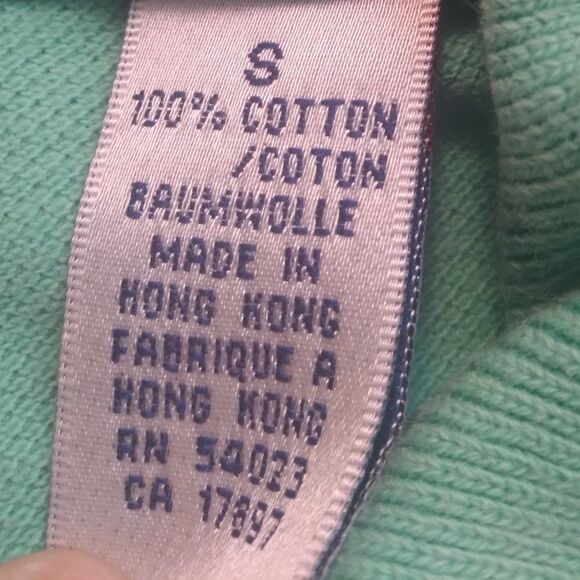 S
100% COTTON
/COTON
BAUMWOLLE
MADE IN
HONG KONG
FABRIQUE A
HONG KONG
RN 54023
CA 17897